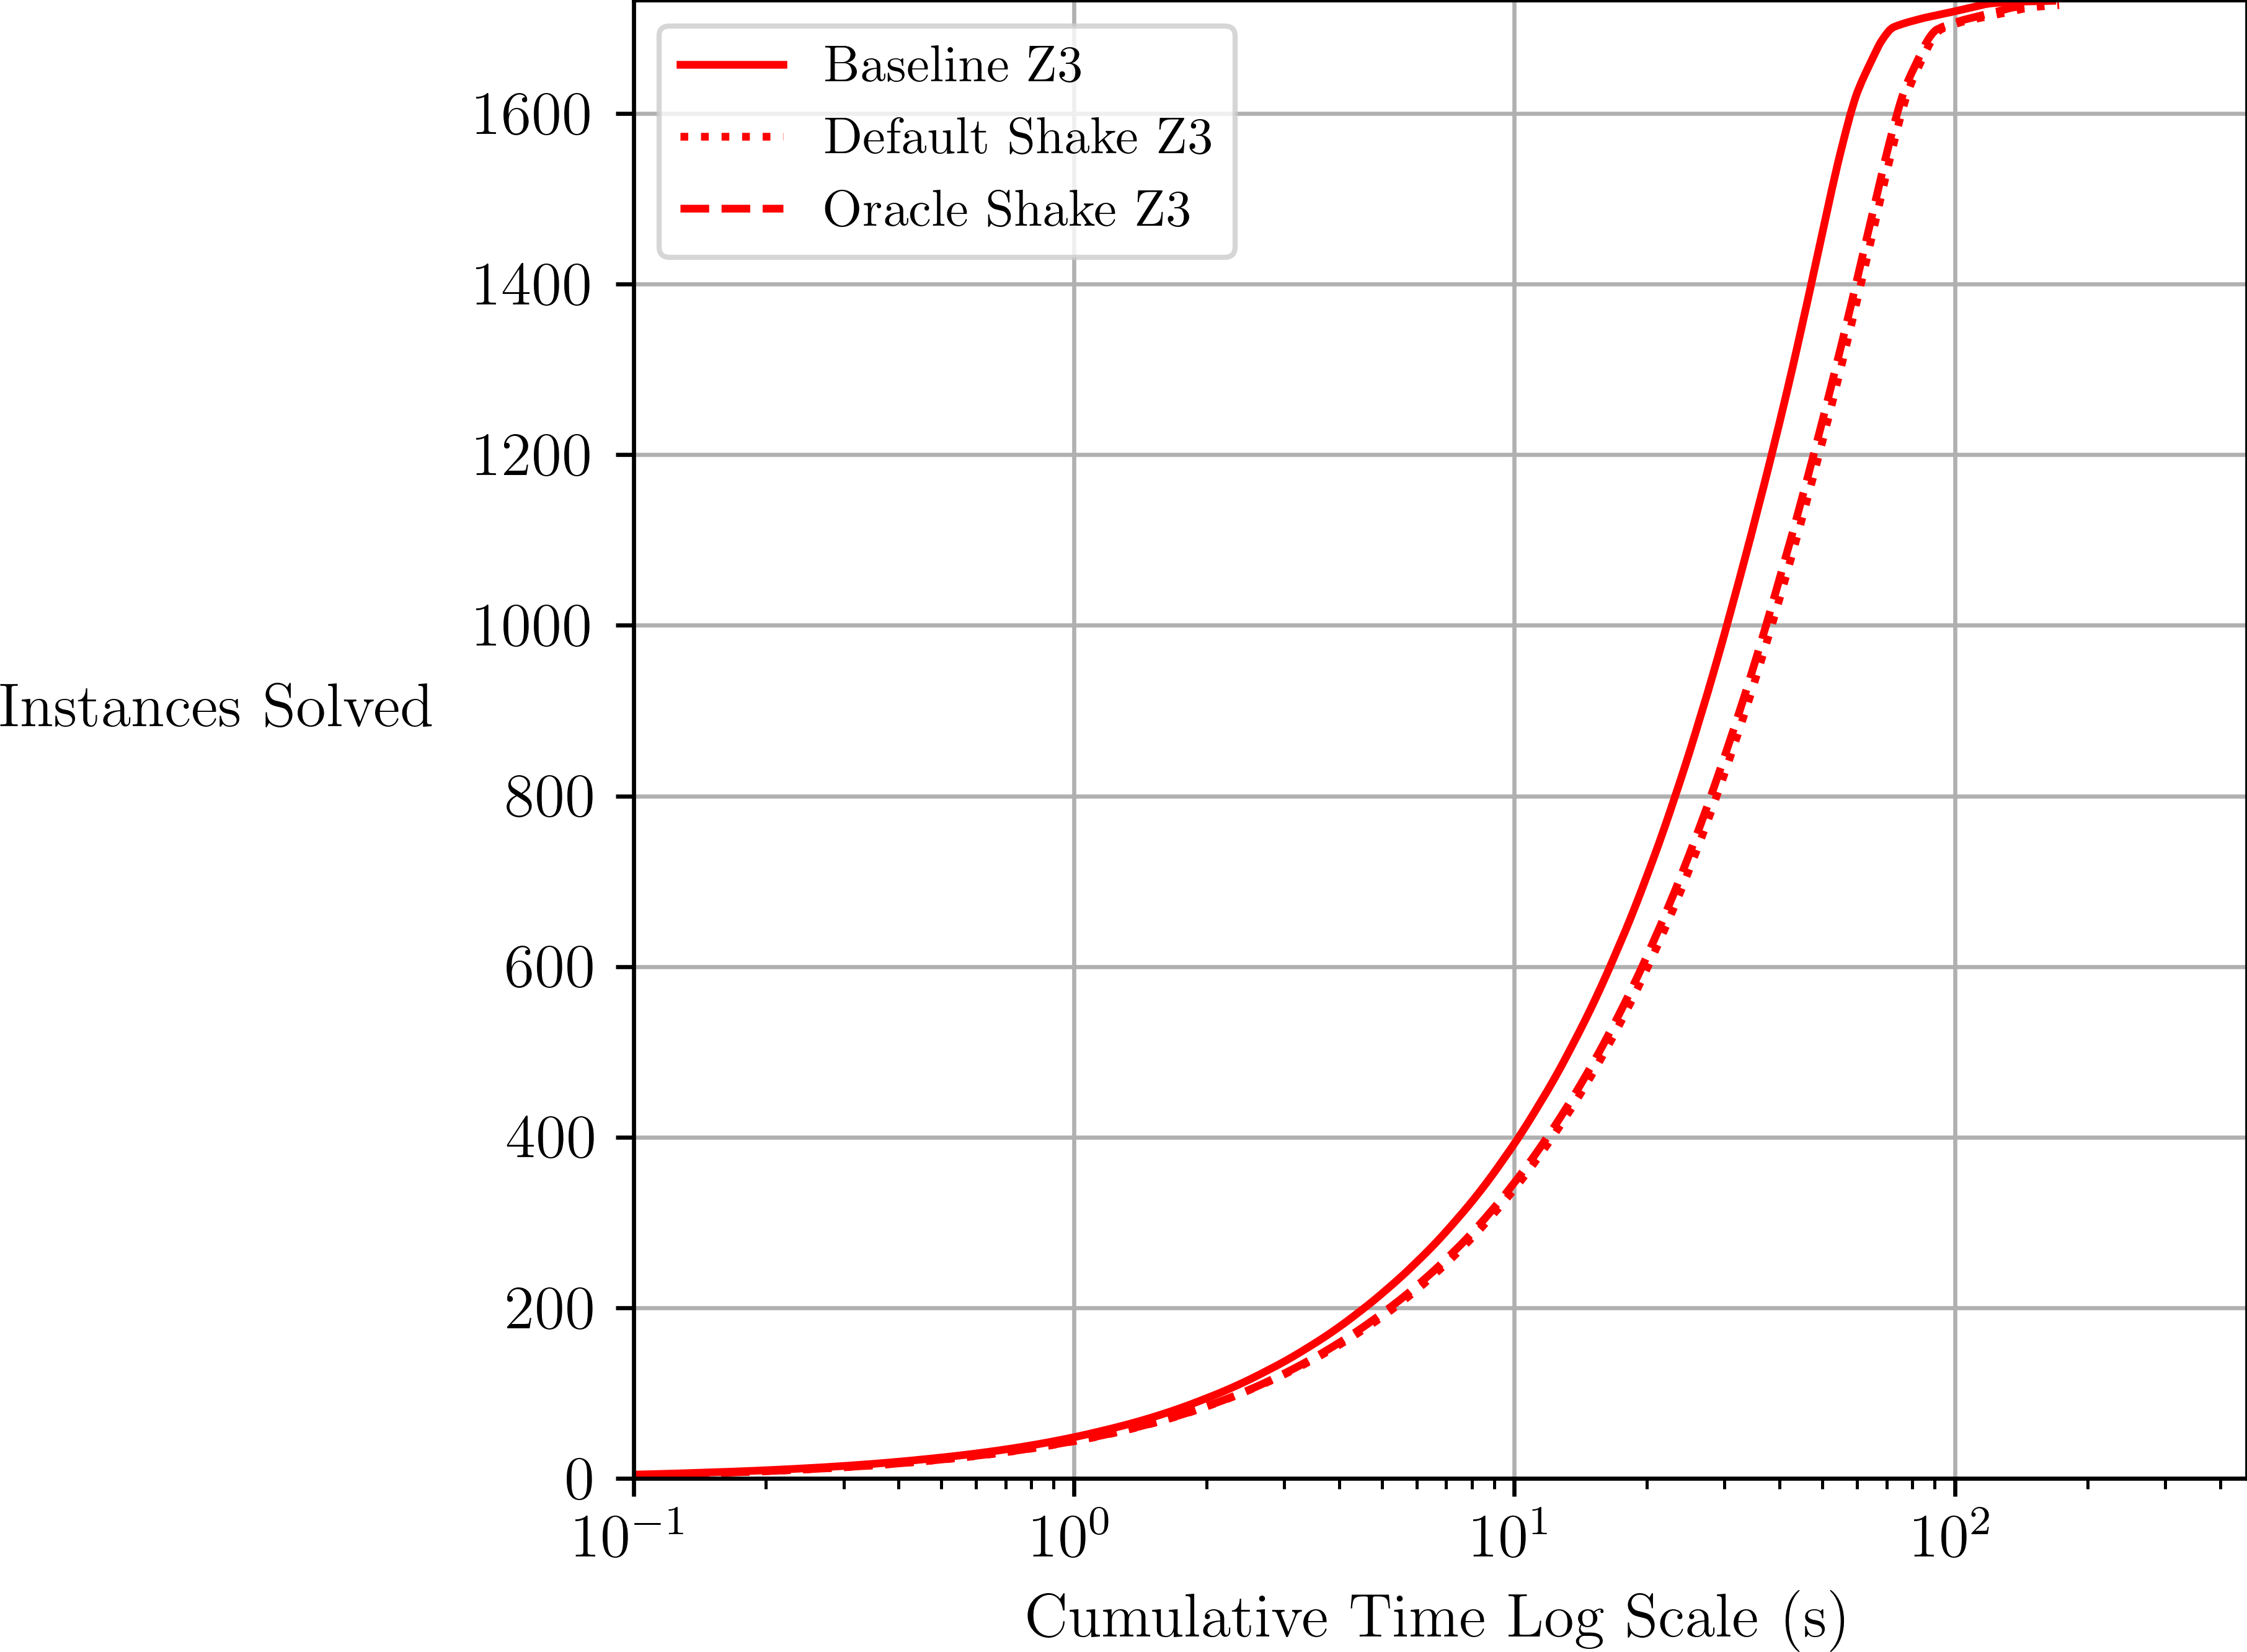 Baseline Z3
Default Shake Z3
Oracle Shake Z3
1600
1400
1200
1000
800
600
400
200
0
Instances Solved
10⁻¹ 10⁰ 10¹ 10²
Cumulative Time Log Scale (s)